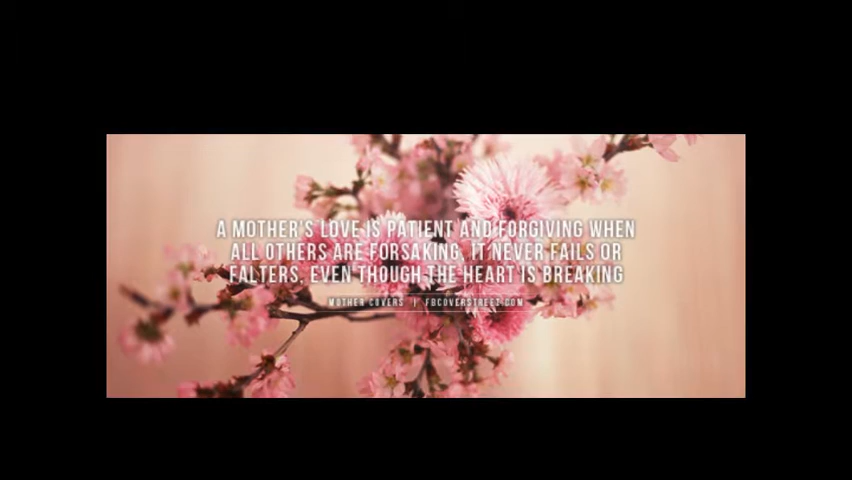 A MOTHER'S LOVE IS PATIENT AND FORGIVING WHEN
ALL OTHERS ARE FORSAKING, IT NEVER FAILS OR
FALTERS, EVEN THOUGH THE HEART IS BREAKING
MOTHER COVERS | FBCOVERSTREET.COM